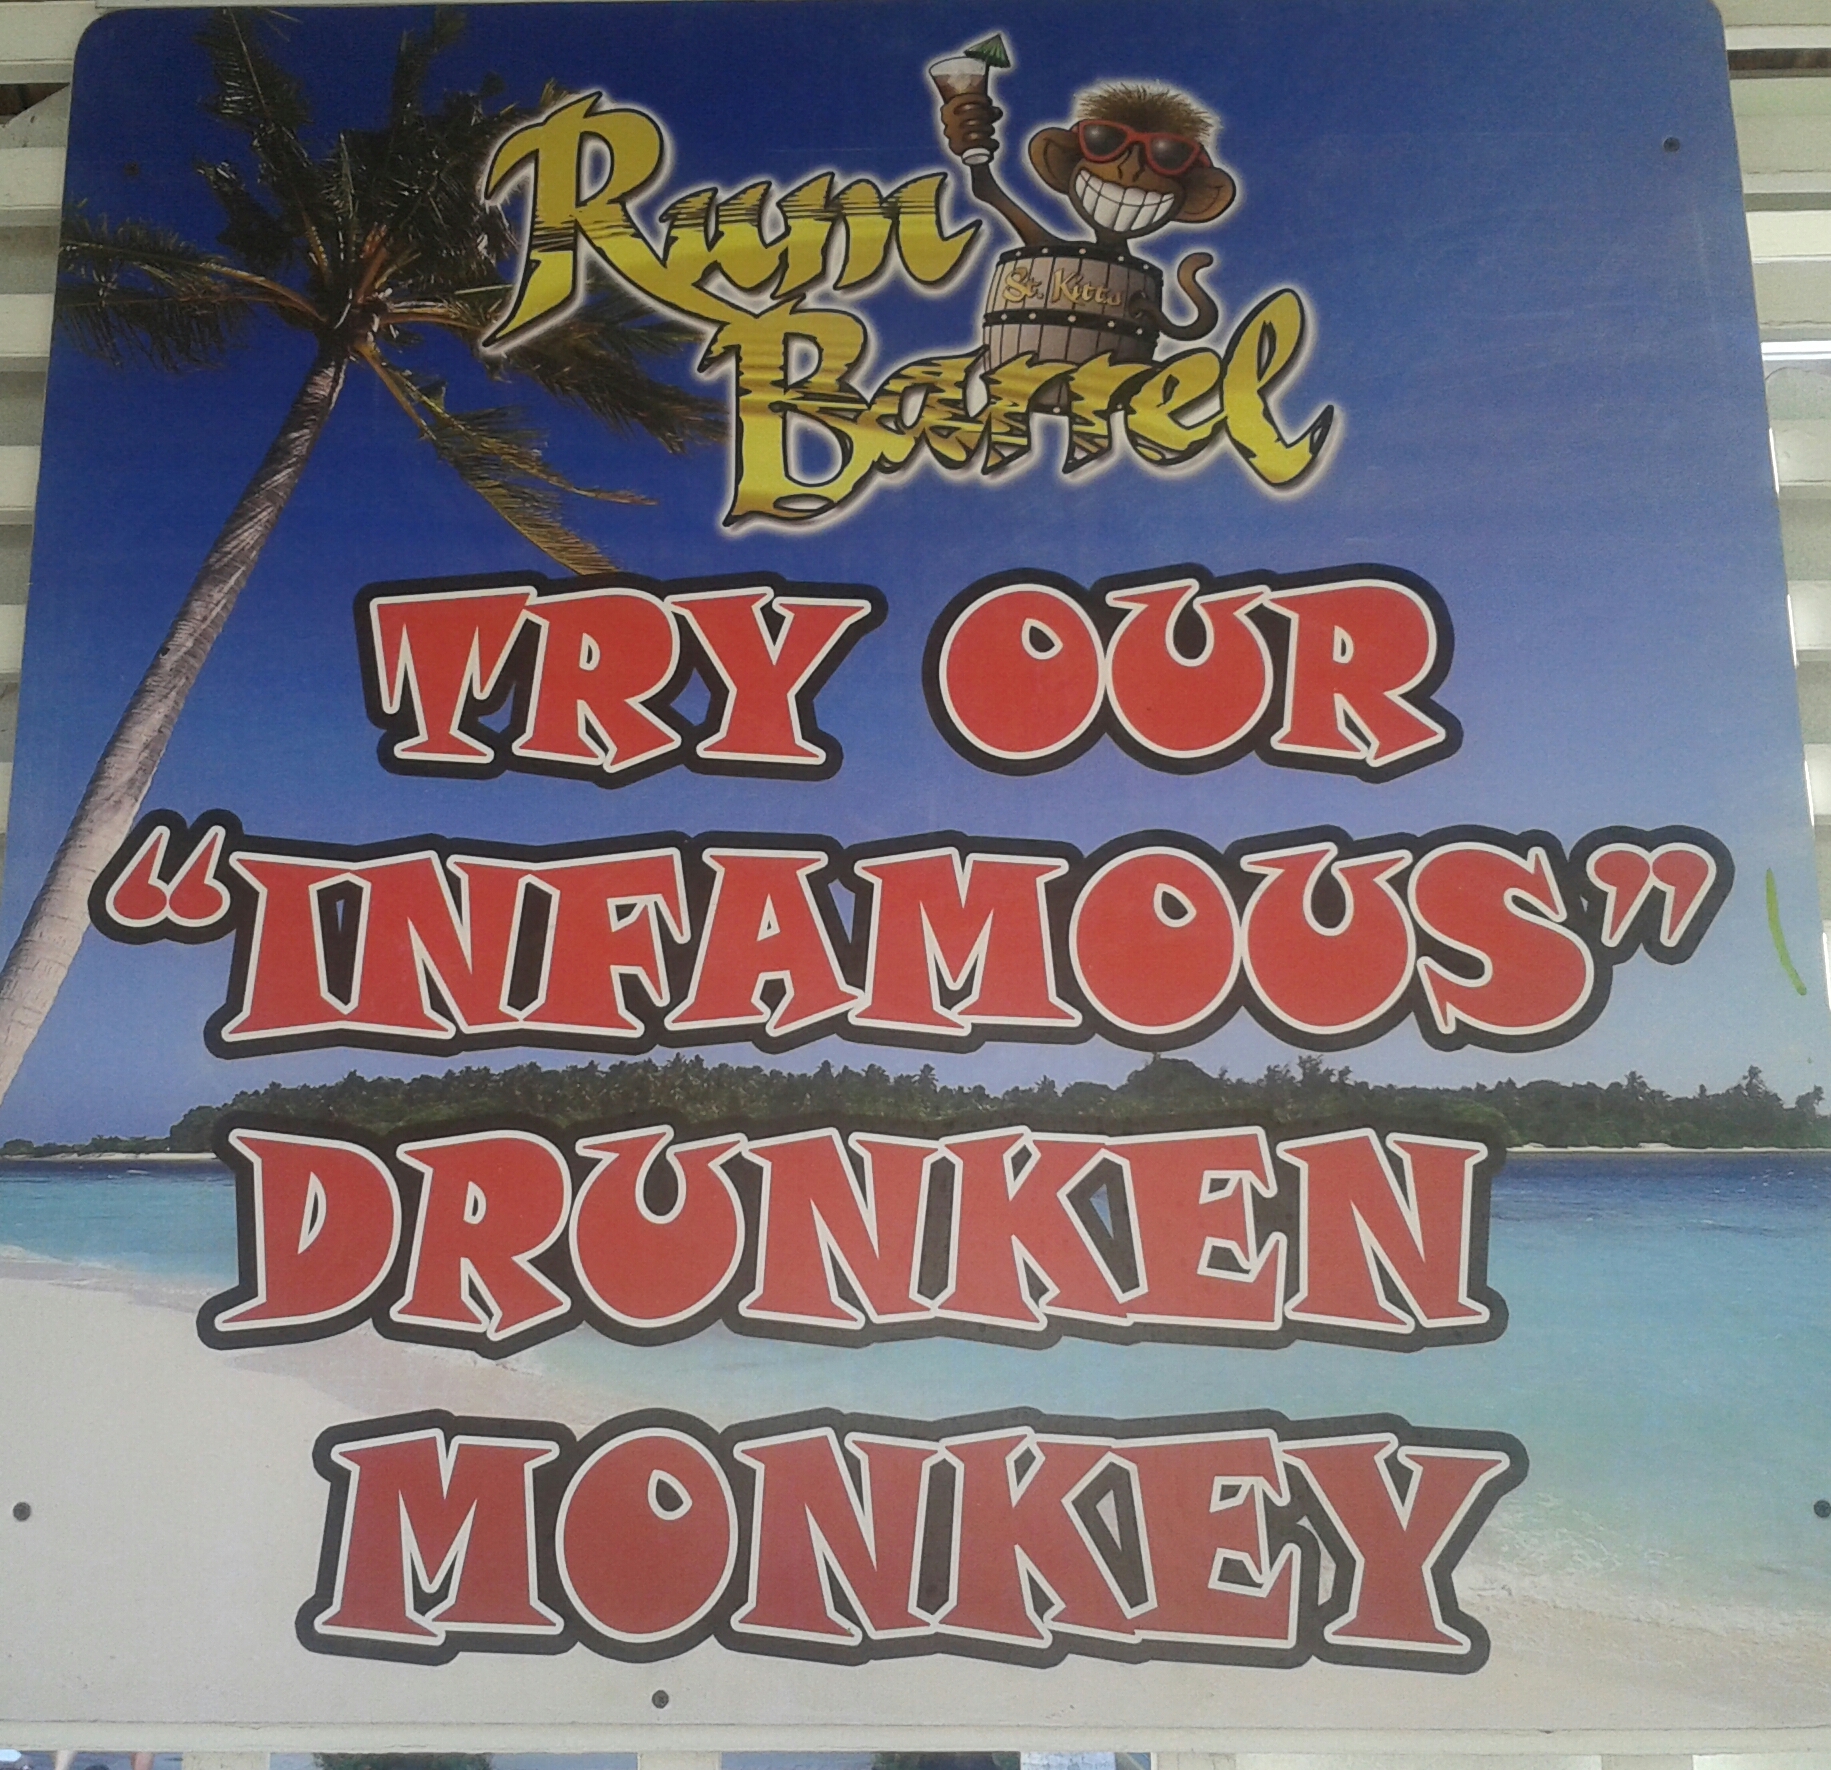 Rum
St. Kitts
Barrel
TRY OUR
“INFAMOUS”
DRUNKEN
MONKEY